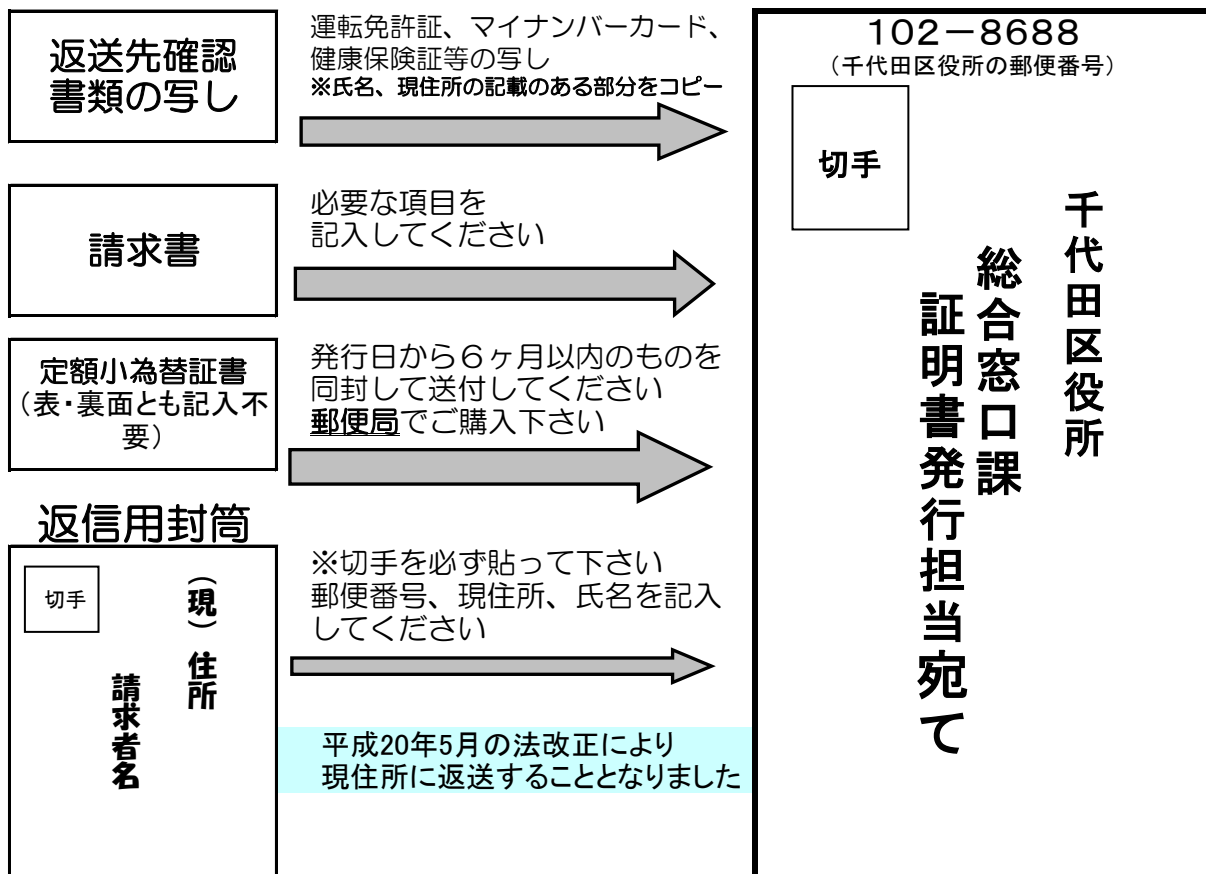 返送先確認
書類の写し
運転免許証、マイナンバーカード、
健康保険証等の写し
※氏名、現住所の記載のある部分をコピー
請求書
必要な項目を
記入してください
定額小為替証書
（表・裏面とも記入不
要）
発行日から６ヶ月以内のものを
同封して送付してください
郵便局でご購入下さい
返信用封筒
切手
（現）住所
請求者名
※切手を必ず貼って下さい
郵便番号、現住所、氏名を記入
してください
平成20年5月の法改正により
現住所に返送することとなりました
１０２－８６８８
（千代田区役所の郵便番号）
切手
千代田区役所
総合窓口課
証明書発行担当宛て